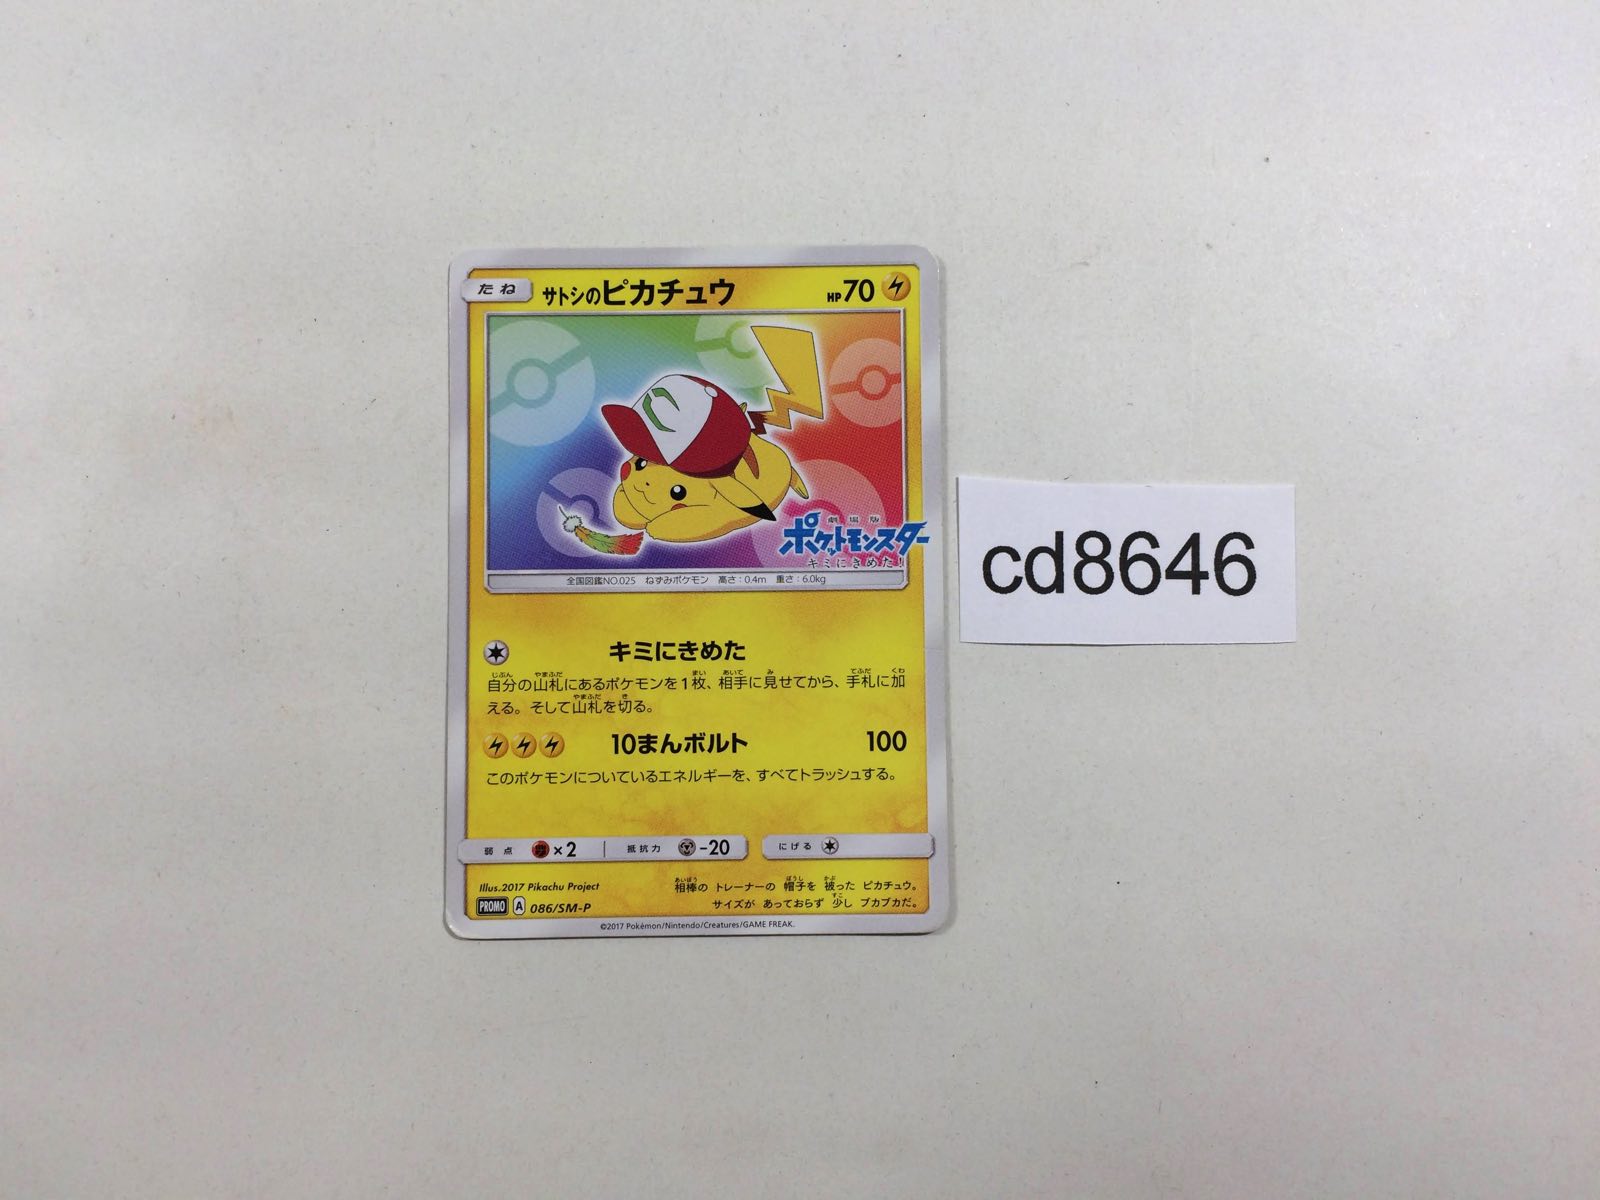 たね サトシのピカチュウ HP70
劇場版
ポケットモンスター
キミにきめた!
全国図鑑NO.025 ねずみポケモン 高さ:0.4m 重さ:6.0kg
キミにきめた
自分の山札にあるポケモンを1枚、相手に見せてから、手札に加
える。そして山札を切る。
10まんボルト 100
このポケモンについているエネルギーを、すべてトラッシュする。
弱点 ×2 抵抗力 -20 にげる
Illus.2017 Pikachu Project
相棒の トレーナーの 帽子を 被った ピカチュウ。
サイズが あっておらず 少し ブカブカだ。
PROMO A 086/SM-P
©2017 Pokémon/Nintendo/Creatures/GAME FREAK.
cd8646